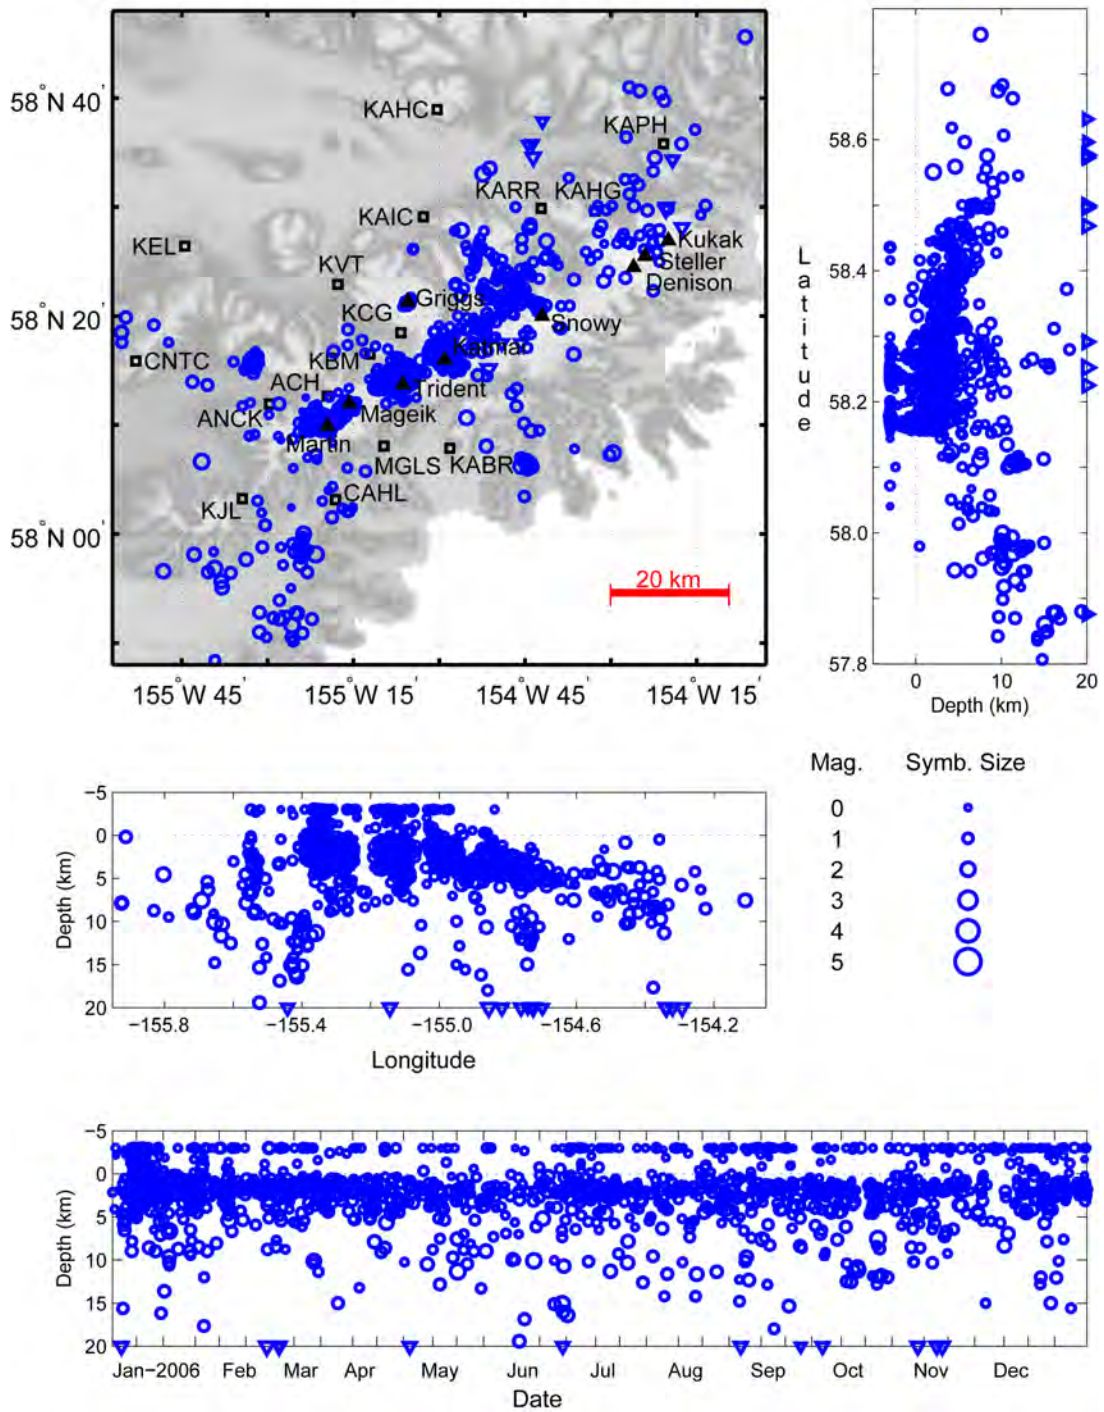 58°N 40'
58°N 20'
58°N 00'
KAHC
KAPH
KARR
KAHG
KAIC
KEL
KVT
Kukak
Steller
Denison
Griggs
KCG
Snowy
CNTC
KBM
Katmai
ACH
Trident
ANCK
Mageik
Martin
MGLS
KABR
KJL
CAHL
20 km
155°W 45'
155°W 15'
154°W 45'
154°W 15'
58.6
58.4
58.2
58.0
57.8
Latitude
0
10
20
Depth (km)
Mag.
Symb. Size
0
1
2
3
4
5
−5
0
5
10
15
20
Depth (km)
−155.8
−155.4
−155.0
−154.6
−154.2
Longitude
−5
0
5
10
15
20
Depth (km)
Jan−2006
Feb
Mar
Apr
May
Jun
Jul
Aug
Sep
Oct
Nov
Dec
Date